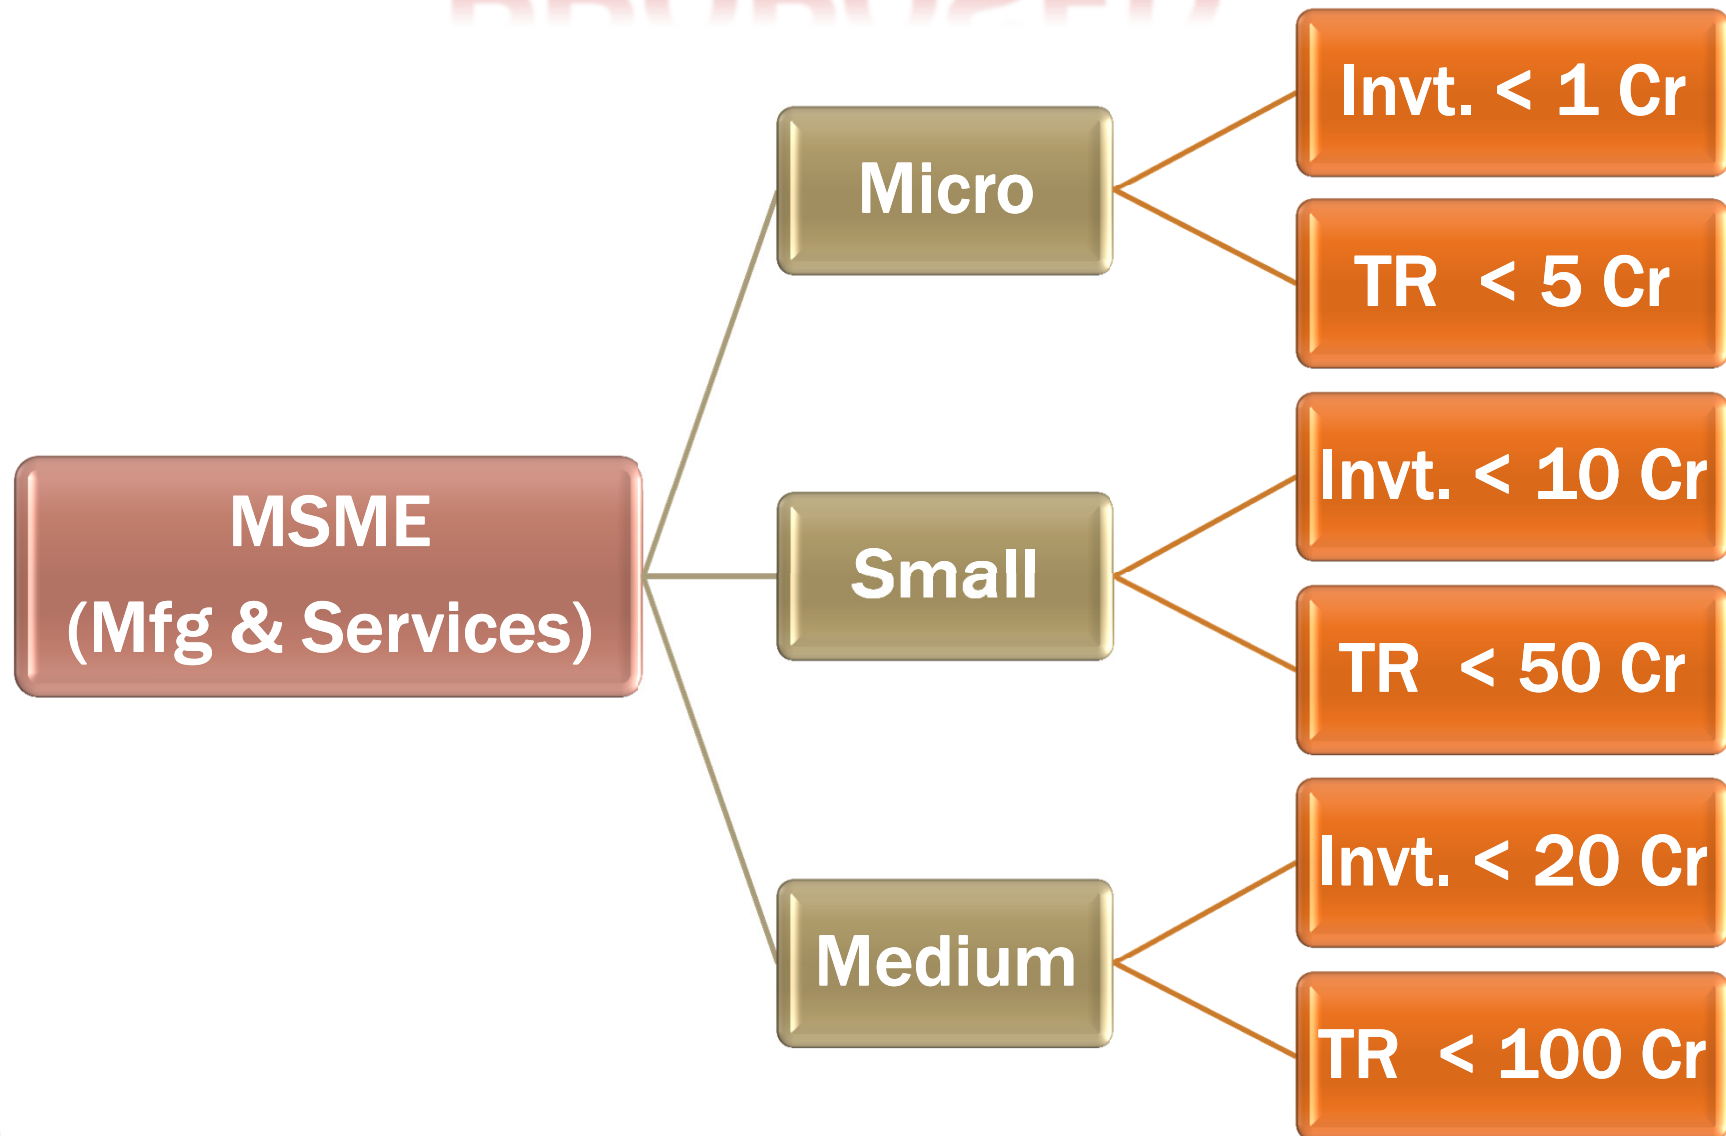 PROPOSED
MSME
(Mfg & Services)
Micro
Invt. < 1 Cr
TR < 5 Cr
Small
Invt. < 10 Cr
TR < 50 Cr
Medium
Invt. < 20 Cr
TR < 100 Cr